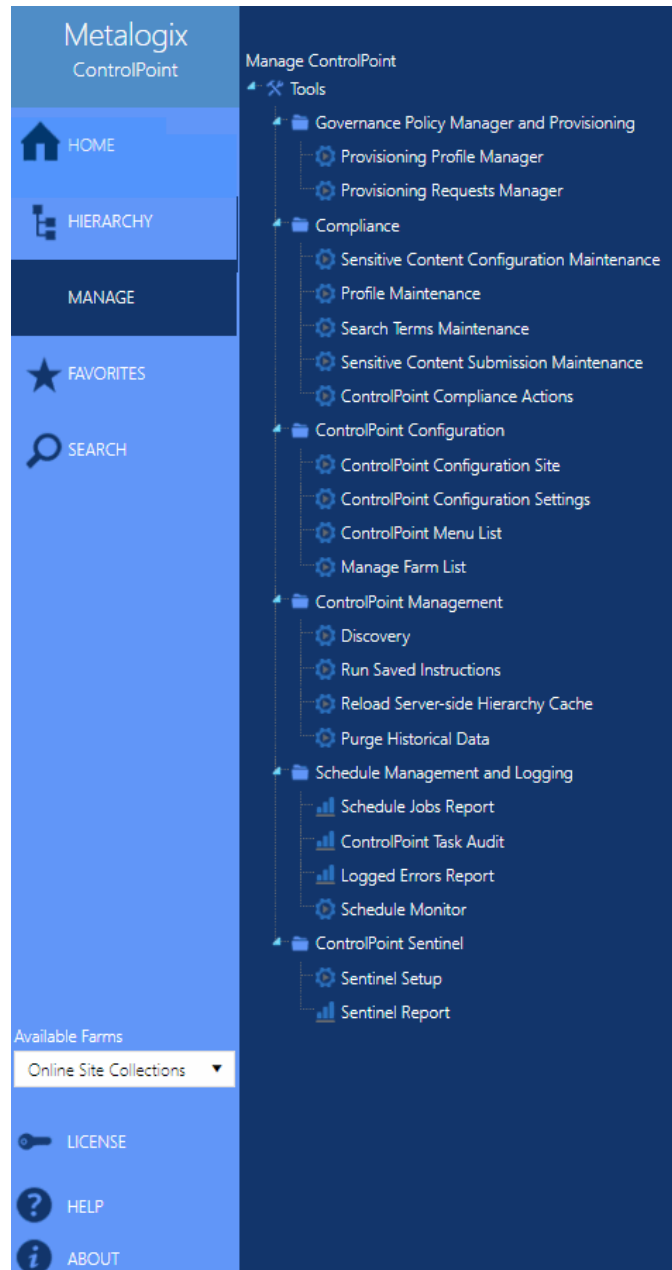 Metalogix
ControlPoint
HOME
HIERARCHY
MANAGE
FAVORITES
SEARCH
Available Farms
Online Site Collections
LICENSE
HELP
ABOUT
Manage ControlPoint
Tools
Governance Policy Manager and Provisioning
Provisioning Profile Manager
Provisioning Requests Manager
Compliance
Sensitive Content Configuration Maintenance
Profile Maintenance
Search Terms Maintenance
Sensitive Content Submission Maintenance
ControlPoint Compliance Actions
ControlPoint Configuration
ControlPoint Configuration Site
ControlPoint Configuration Settings
ControlPoint Menu List
Manage Farm List
ControlPoint Management
Discovery
Run Saved Instructions
Reload Server-side Hierarchy Cache
Purge Historical Data
Schedule Management and Logging
Schedule Jobs Report
ControlPoint Task Audit
Logged Errors Report
Schedule Monitor
ControlPoint Sentinel
Sentinel Setup
Sentinel Report